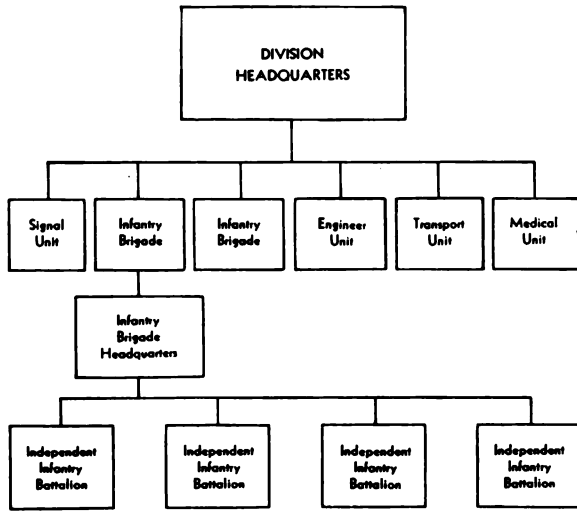 DIVISION
HEADQUARTERS
Signal
Unit
Infantry
Brigade
Infantry
Brigade
Engineer
Unit
Transport
Unit
Medical
Unit
Infantry
Brigade
Headquarters
Independent
Infantry
Battalion
Independent
Infantry
Battalion
Independent
Infantry
Battalion
Independent
Infantry
Battalion